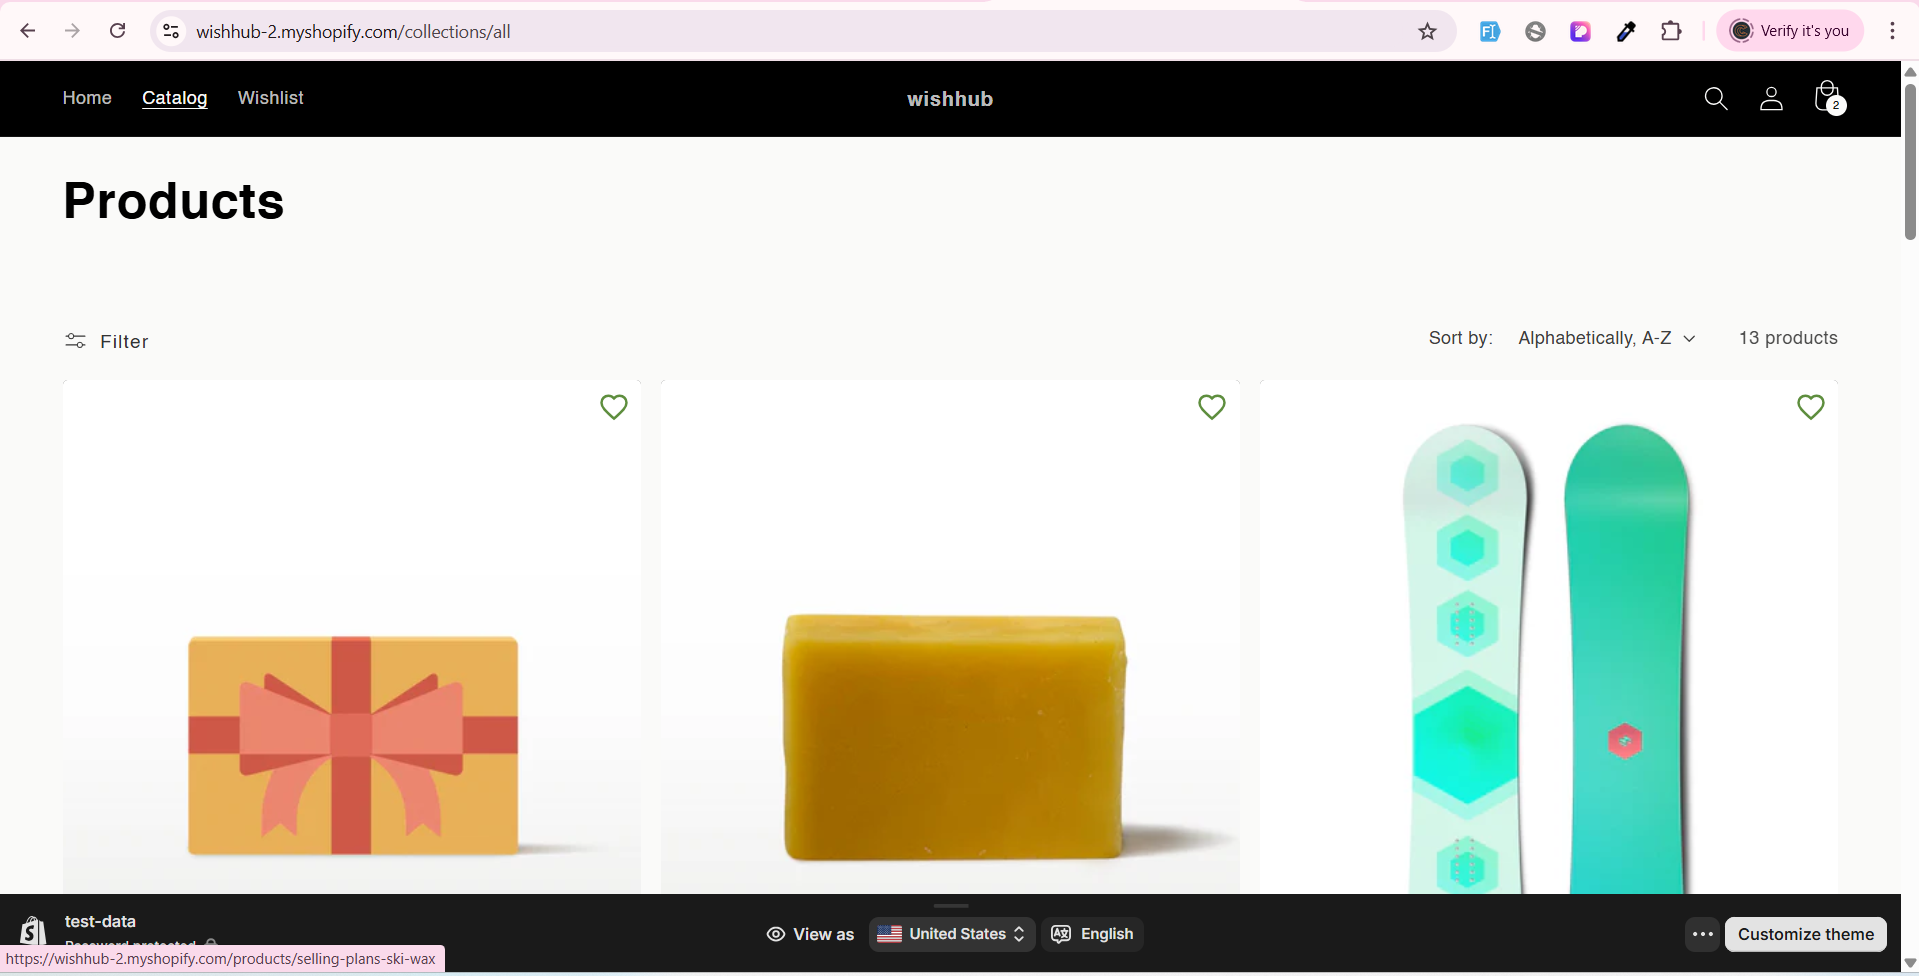 wishhub-2.myshopify.com/collections/all
Verify it's you
Home Catalog Wishlist
wishhub
2
Products
Filter
Sort by: Alphabetically, A-Z
13 products
test-data
Password protected
View as
United States
English
Customize theme
https://wishhub-2.myshopify.com/products/selling-plans-ski-wax